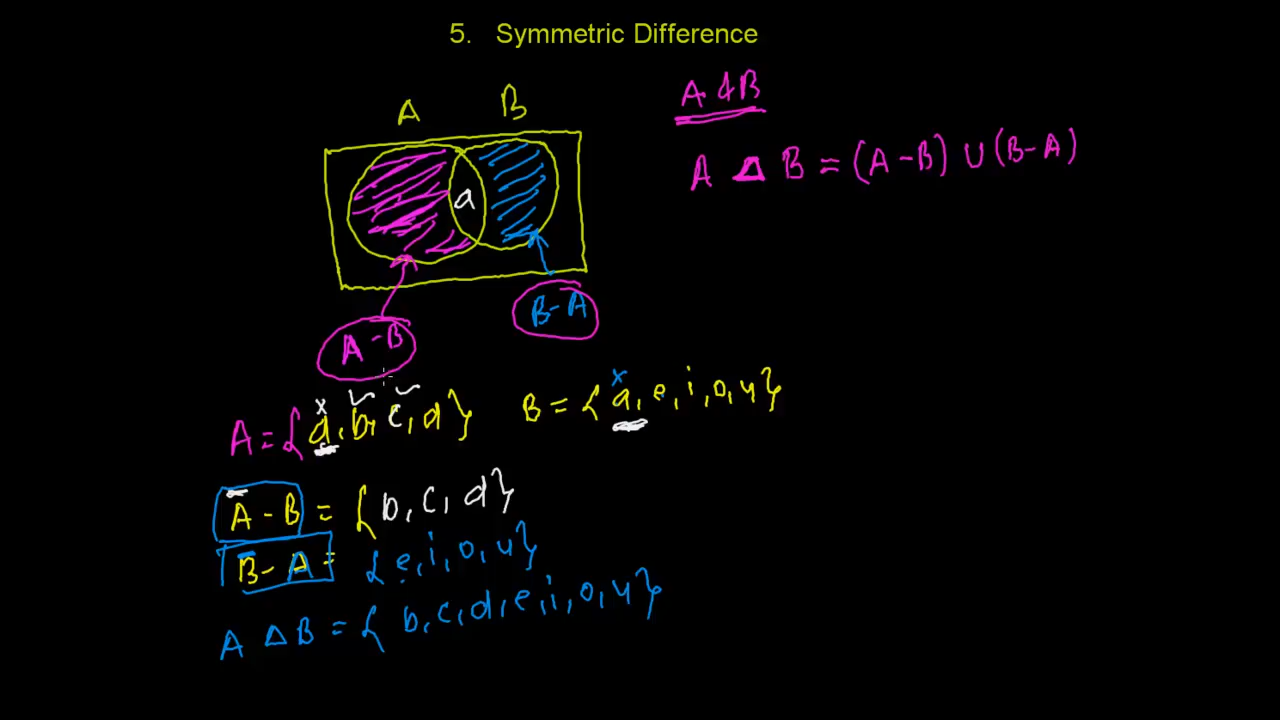 5. Symmetric Difference
A & B
A Δ B = (A - B) ∪ (B - A)
A B
a
B - A
A - B
x x
A = { a, b, c, d } B = { a, e, i, o, u }
A - B = { b, c, d }
B - A = { e, i, o, u }
A Δ B = { b, c, d, e, i, o, u }